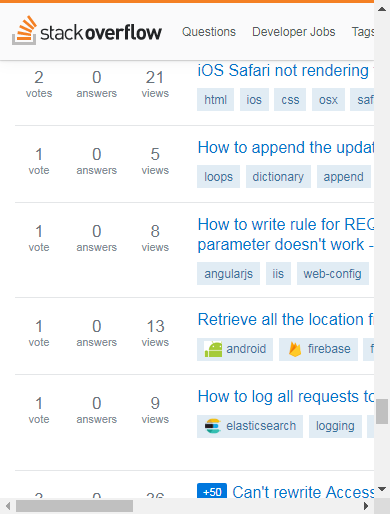 stackoverflow Questions Developer Jobs Tags
2 0 21 iOS Safari not rendering
votes answers views
html ios css osx saf
1 0 5 How to append the updat
vote answers views
loops dictionary append
1 0 8 How to write rule for REQ
parameter doesn't work -
vote answers views
angularjs iis web-config
1 0 13 Retrieve all the location f
vote answers views
android firebase f
1 0 9 How to log all requests to
vote answers views
elasticsearch logging
+50 Can't rewrite Access